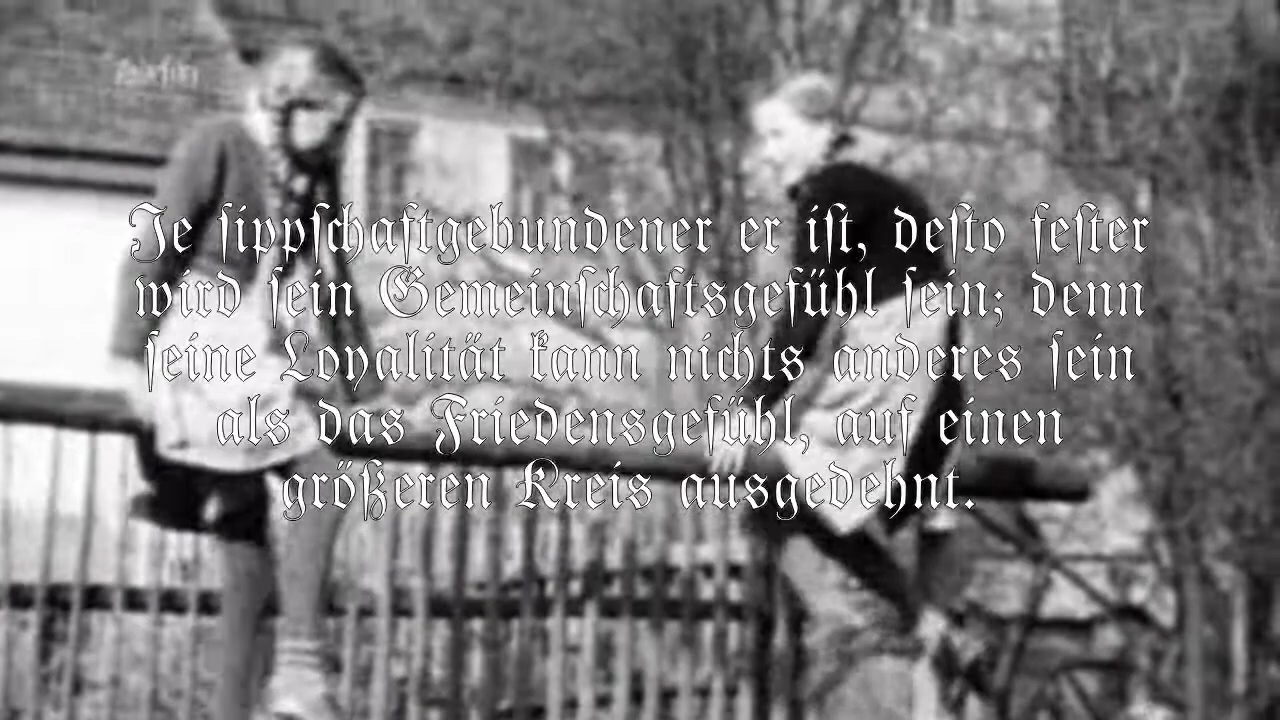 Je ſippſchaftgebundener er iſt, deſto feſter
wird ſein Gemeinſchaftsgefühl ſein; denn
ſeine Loyalität kann nichts anderes ſein
als das Friedensgefühl, auf einen
größeren Kreis ausgedehnt.